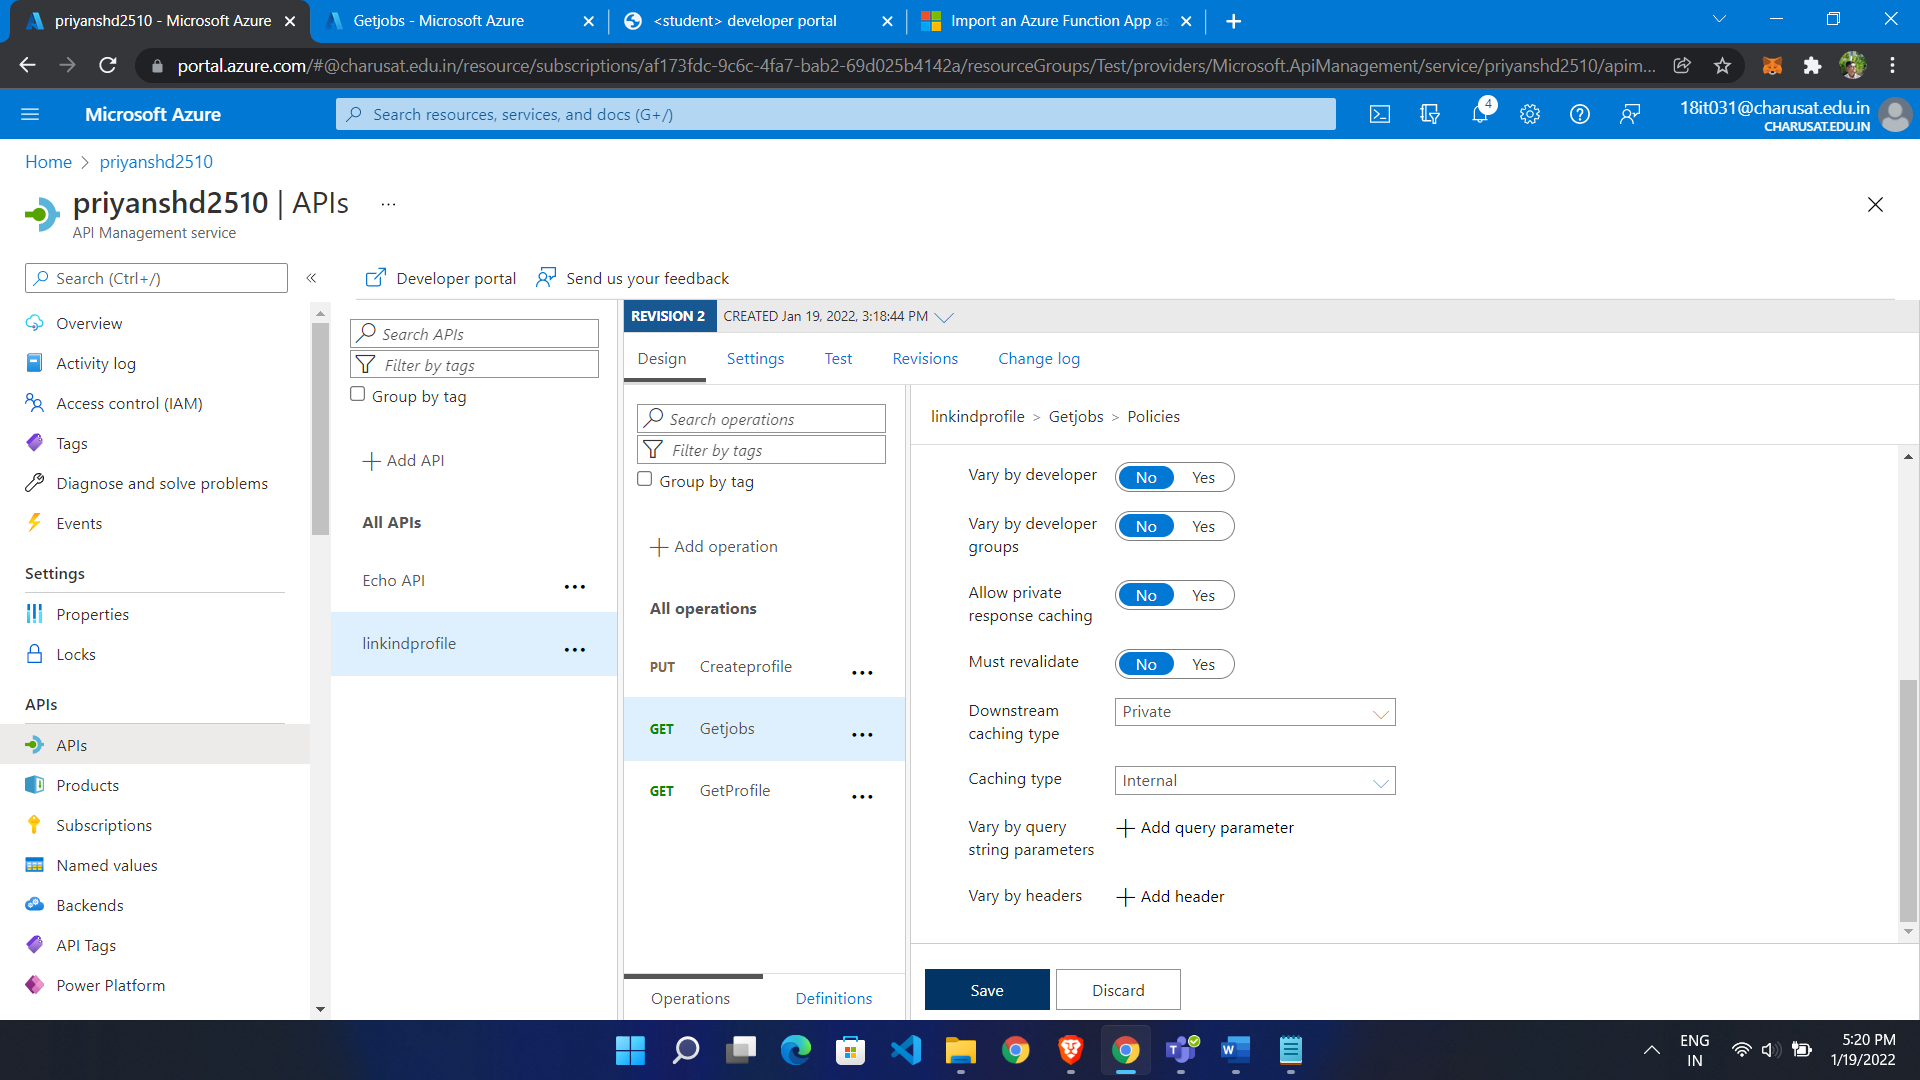 priyanshd2510 - Microsoft Azure
Getjobs - Microsoft Azure
<student> developer portal
Import an Azure Function App as
portal.azure.com/#@charusat.edu.in/resource/subscriptions/af173fdc-9c6c-4fa7-bab2-69d025b4142a/resourceGroups/Test/providers/Microsoft.ApiManagement/service/priyanshd2510/apim...
Microsoft Azure
Search resources, services, and docs (G+/)
4
18it031@charusat.edu.in
CHARUSAT.EDU.IN
Home > priyanshd2510
priyanshd2510 | APIs ...
API Management service
Search (Ctrl+/)
«
Overview
Activity log
Access control (IAM)
Tags
Diagnose and solve problems
Events
Settings
Properties
Locks
APIs
APIs
Products
Subscriptions
Named values
Backends
API Tags
Power Platform
Developer portal
Send us your feedback
Search APIs
Filter by tags
Group by tag
+ Add API
All APIs
Echo API ...
linkindprofile ...
REVISION 2
CREATED Jan 19, 2022, 3:18:44 PM
Design
Settings
Test
Revisions
Change log
Search operations
Filter by tags
Group by tag
+ Add operation
All operations
PUT Createprofile ...
GET Getjobs ...
GET GetProfile ...
Operations
Definitions
linkindprofile > Getjobs > Policies
Vary by developer
No Yes
Vary by developer
groups
No Yes
Allow private
response caching
No Yes
Must revalidate
No Yes
Downstream
caching type
Private
Caching type
Internal
Vary by query
string parameters
+ Add query parameter
Vary by headers
+ Add header
Save
Discard
ENG
IN
5:20 PM
1/19/2022